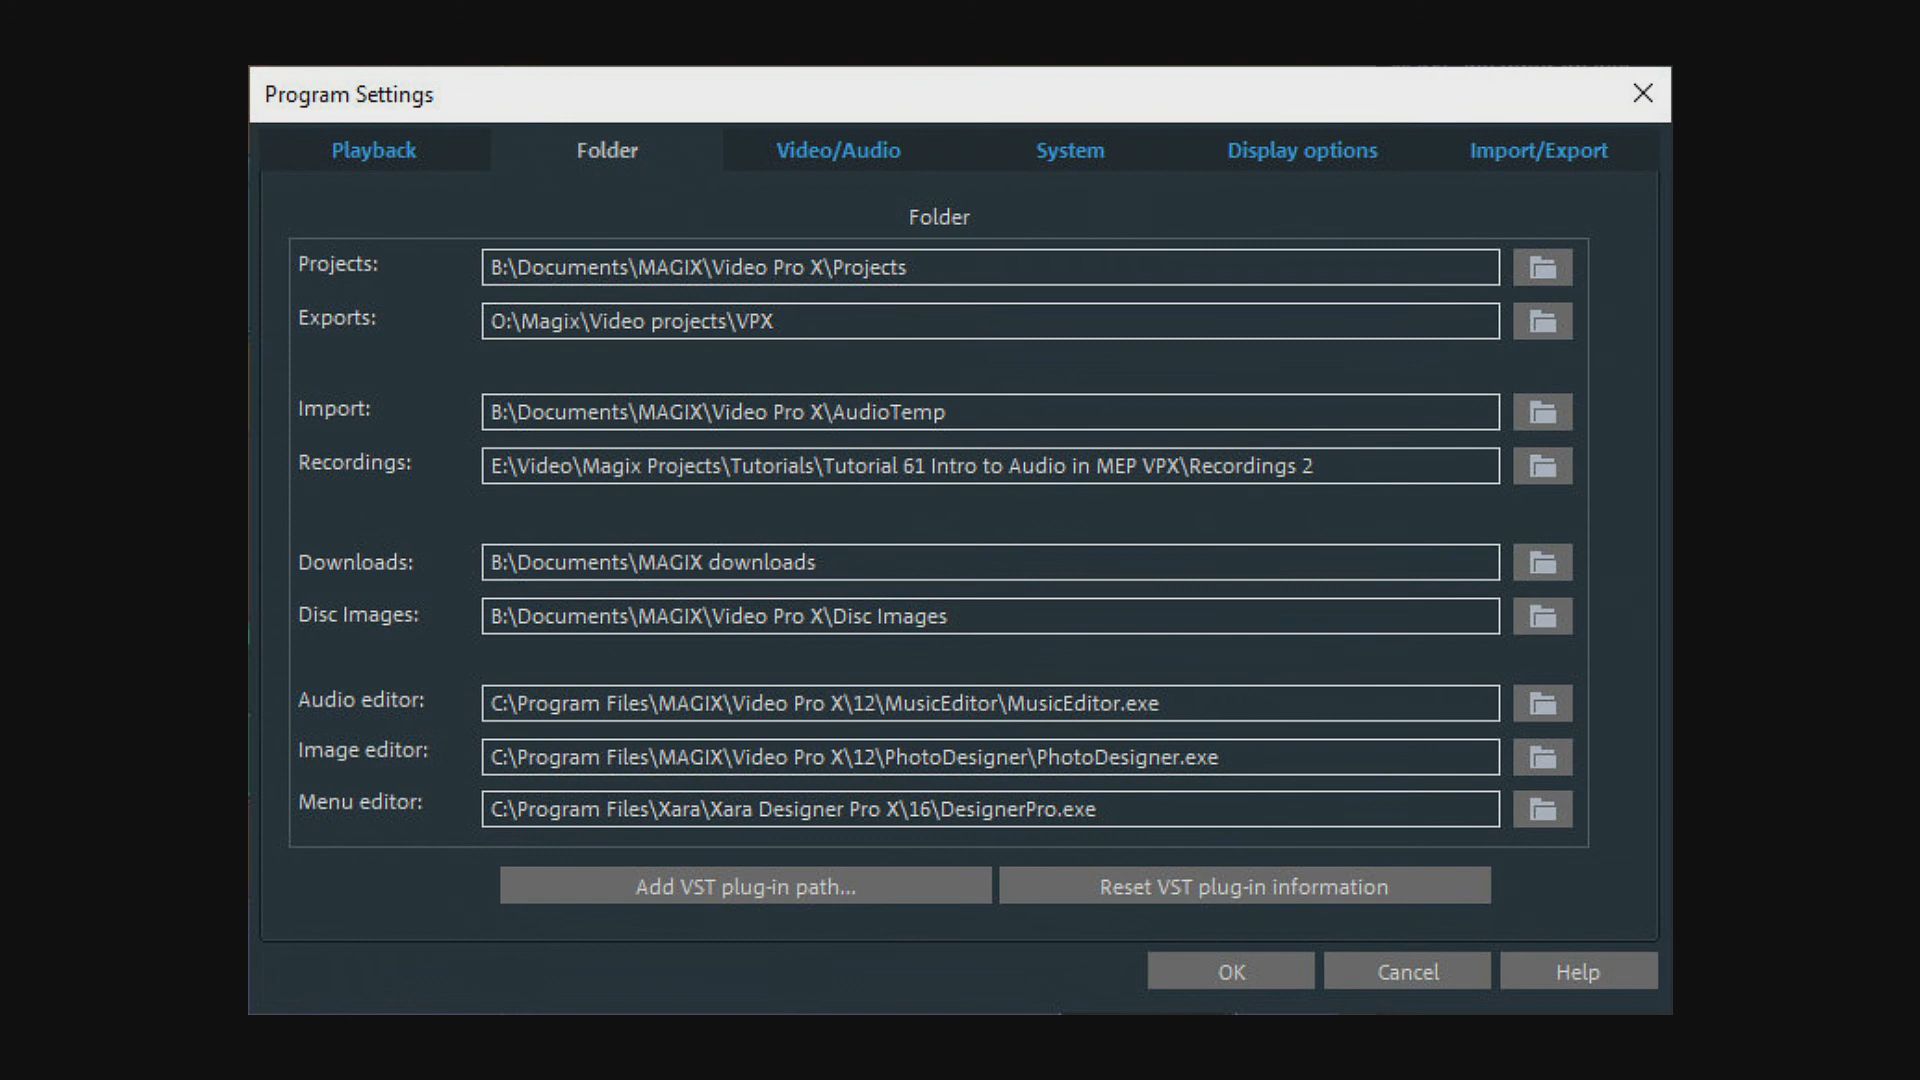 Program Settings
Playback Folder Video/Audio System Display options Import/Export
Folder
Projects: B:\Documents\MAGIX\Video Pro X\Projects
Exports: O:\Magix\Video projects\VPX
Import: B:\Documents\MAGIX\Video Pro X\AudioTemp
Recordings: E:\Video\Magix Projects\Tutorials\Tutorial 61 Intro to Audio in MEP VPX\Recordings 2
Downloads: B:\Documents\MAGIX downloads
Disc Images: B:\Documents\MAGIX\Video Pro X\Disc Images
Audio editor: C:\Program Files\MAGIX\Video Pro X\12\MusicEditor\MusicEditor.exe
Image editor: C:\Program Files\MAGIX\Video Pro X\12\PhotoDesigner\PhotoDesigner.exe
Menu editor: C:\Program Files\Xara\Xara Designer Pro X\16\DesignerPro.exe
Add VST plug-in path... Reset VST plug-in information
OK Cancel Help